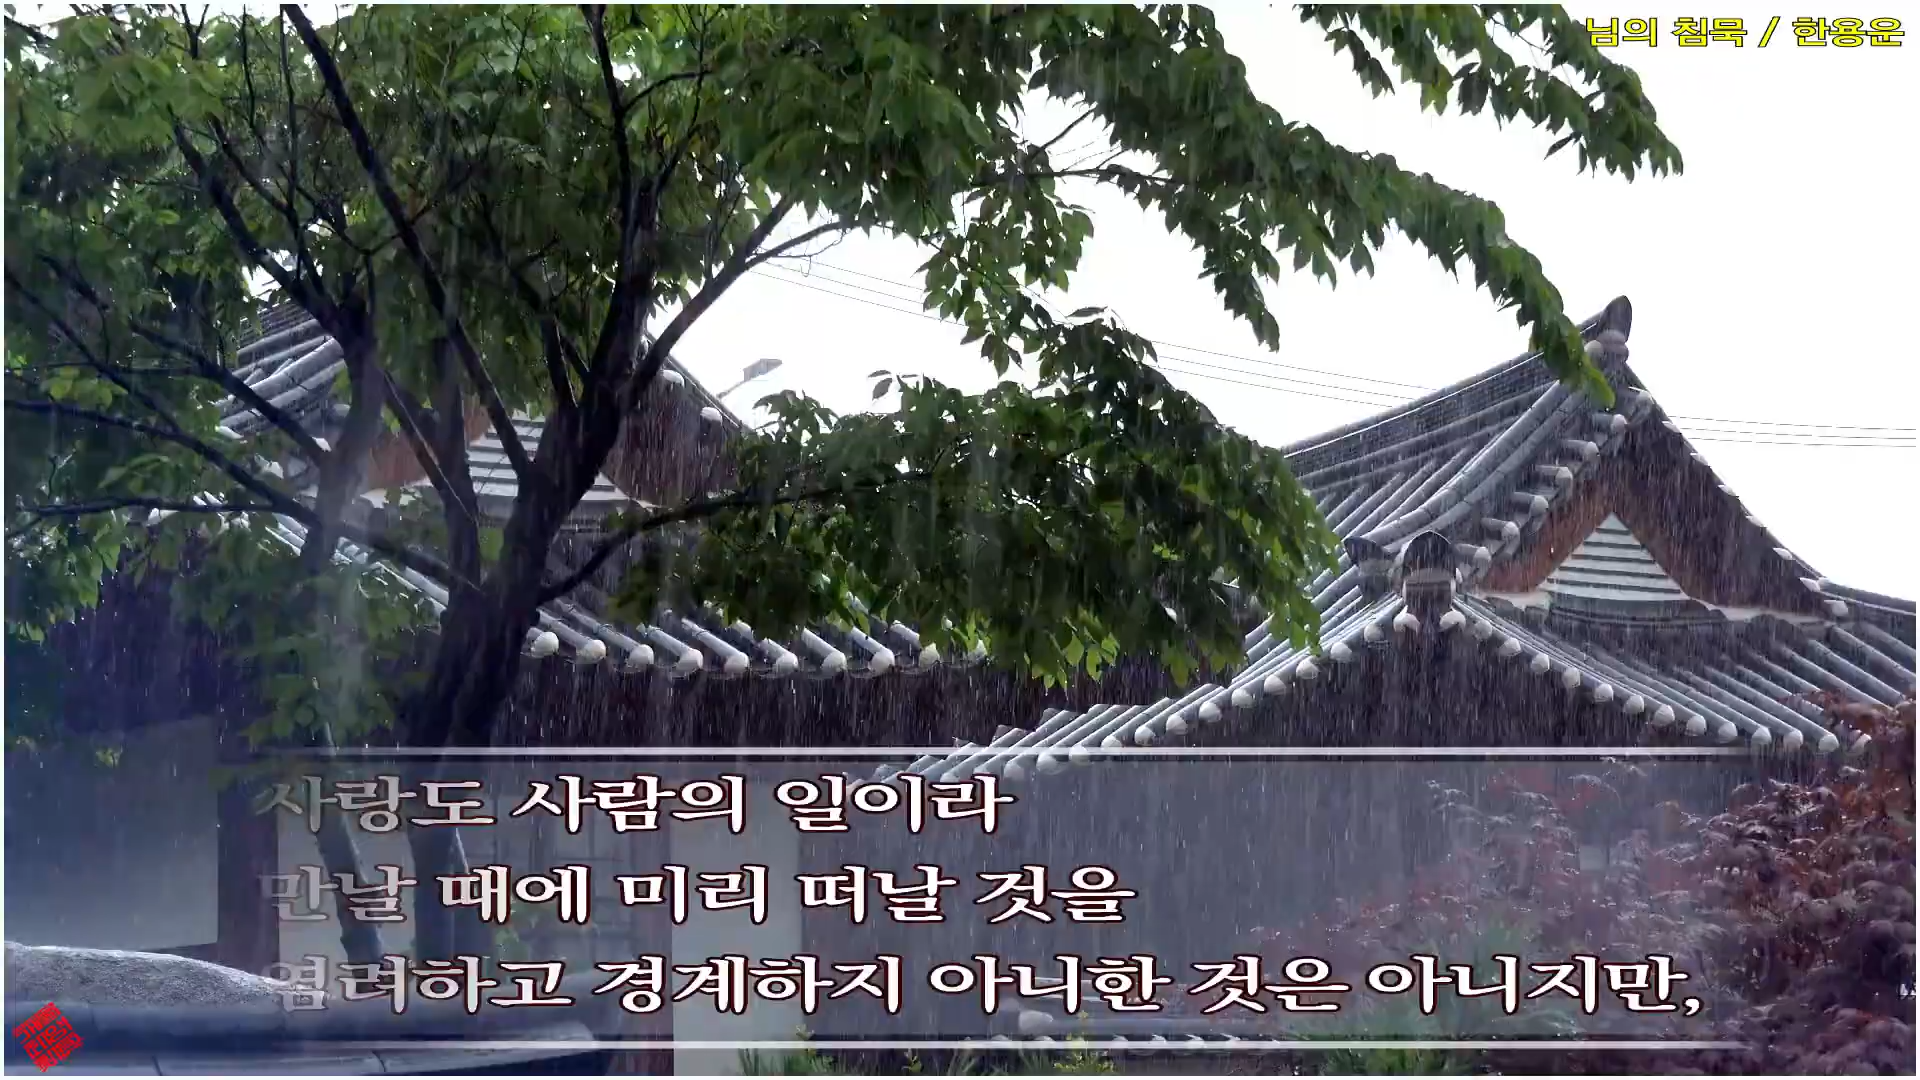 님의 침묵 / 한용운
사랑도 사람의 일이라
만날 때에 미리 떠날 것을
염려하고 경계하지 아니한 것은 아니지만,